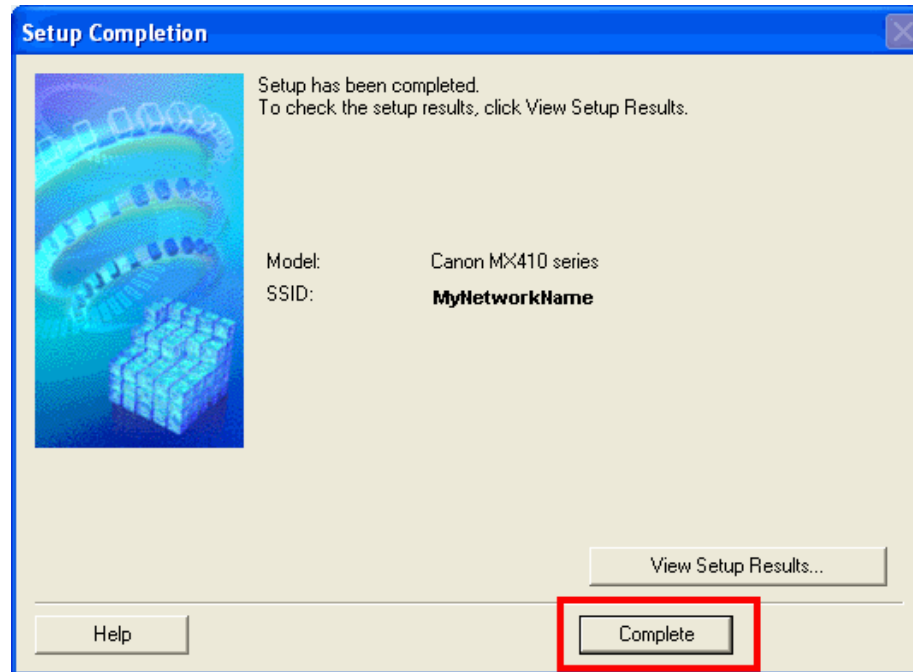 Setup Completion
Setup has been completed.
To check the setup results, click View Setup Results.
Model: Canon MX410 series
SSID: MyNetworkName
View Setup Results...
Help Complete